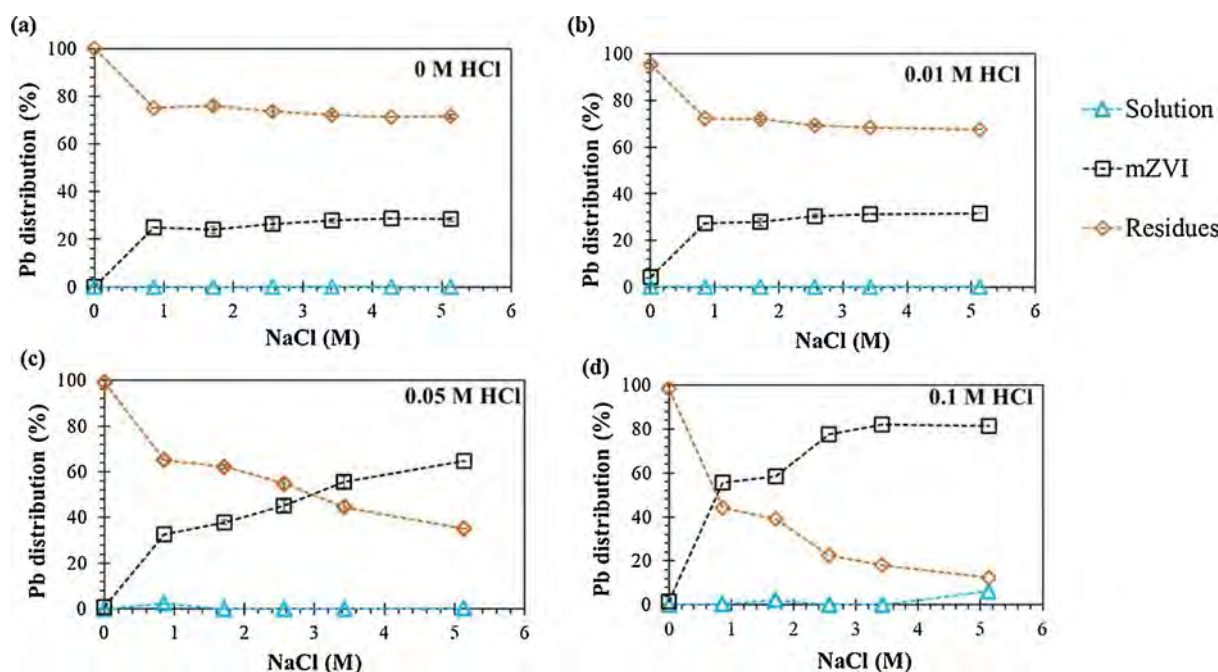 (a)
Pb distribution (%)
100
80
60
40
20
0
0 M HCl
0 1 2 3 4 5 6
NaCl (M)
(b)
Pb distribution (%)
100
80
60
40
20
0
0.01 M HCl
0 1 2 3 4 5 6
NaCl (M)
Solution
mZVI
Residues
(c)
Pb distribution (%)
100
80
60
40
20
0
0.05 M HCl
0 1 2 3 4 5 6
NaCl (M)
(d)
Pb distribution (%)
100
80
60
40
20
0
0.1 M HCl
0 1 2 3 4 5 6
NaCl (M)